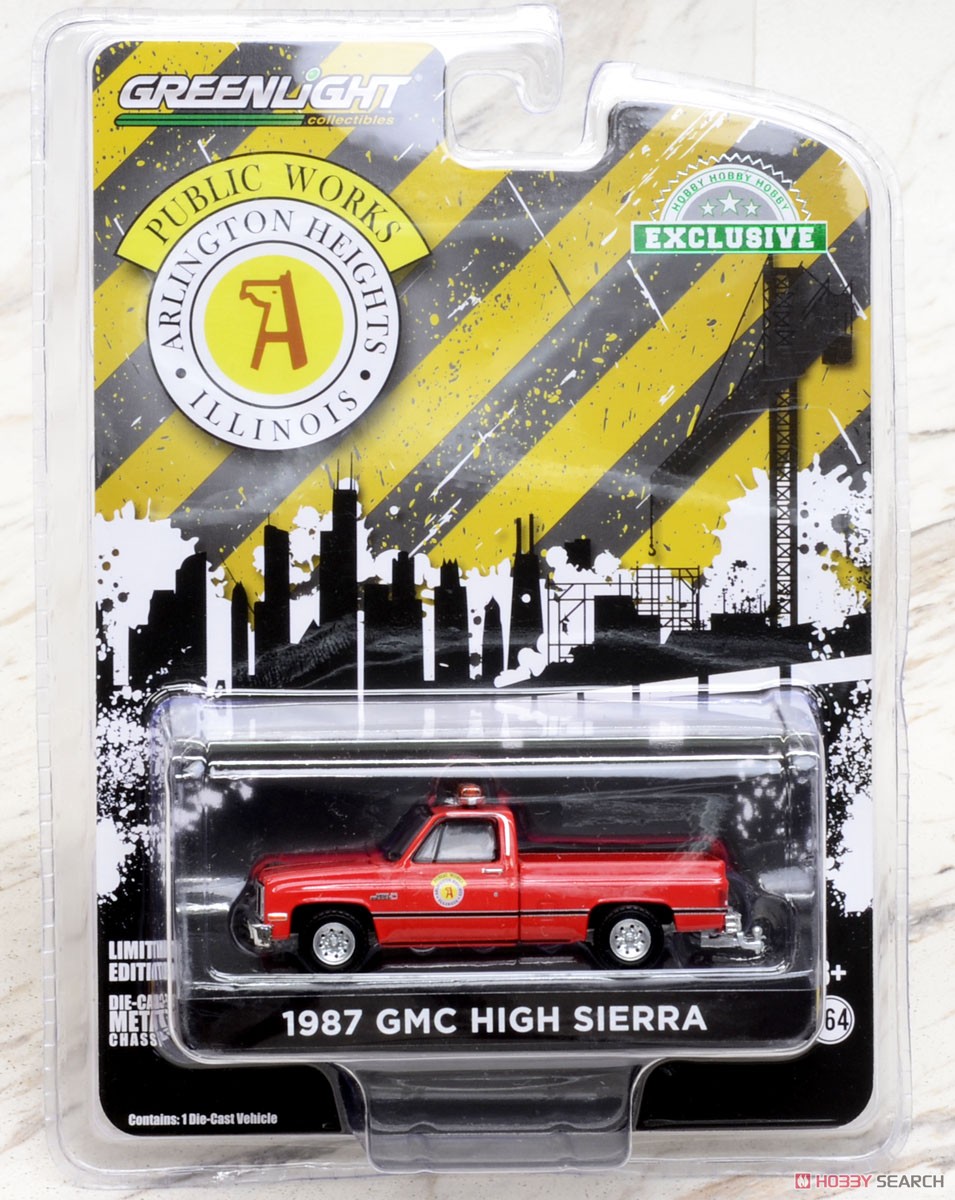 GREENLiGHT
collectibles
PUBLIC WORKS
ARLINGTON HEIGHTS
• ILLINOIS •
A
HOBBY HOBBY HOBBY
EXCLUSIVE
LIMITED
EDITION
DIE-CAST
METAL
CHASSIS
1987 GMC HIGH SIERRA
64
Contains: 1 Die-Cast Vehicle
HOBBY SEARCH